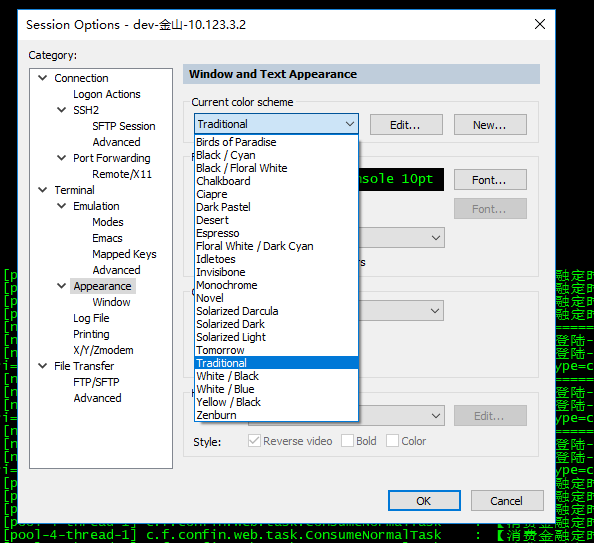 Session Options - dev-金山-10.123.3.2
Category:
Connection
Logon Actions
SSH2
SFTP Session
Advanced
Port Forwarding
Remote/X11
Terminal
Emulation
Modes
Emacs
Mapped Keys
Advanced
Appearance
Window
Log File
Printing
X/Y/Zmodem
File Transfer
FTP/SFTP
Advanced
Window and Text Appearance
Current color scheme
Traditional
Edit...
New...
Birds of Paradise
Black / Cyan
Black / Floral White
Chalkboard
Ciapre
Dark Pastel
Desert
Espresso
Floral White / Dark Cyan
Idletoes
Invisibone
Monochrome
Novel
Solarized Darcula
Solarized Dark
Solarized Light
Tomorrow
Traditional
White / Black
White / Blue
Yellow / Black
Zenburn
10pt
Font...
Font...
Edit...
Style:
Reverse video
Bold
Color
OK
Cancel
[pool-4-thread-1] c.f.confin.web.task.ConsumeNormalTask : 【消费金融定时